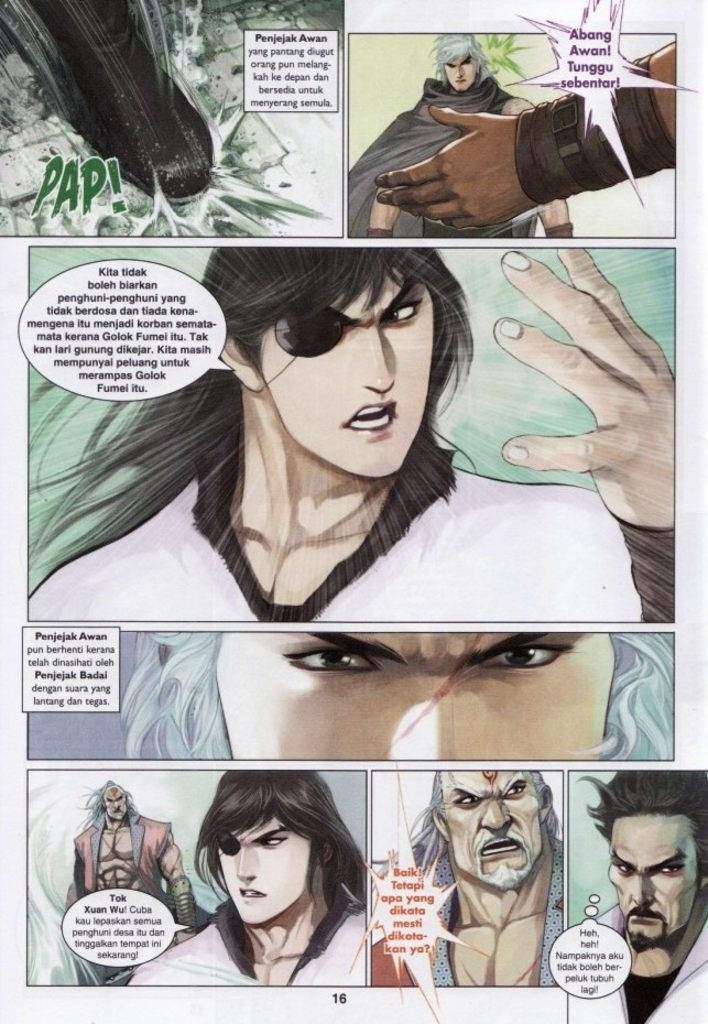 Penjejak Awan
yang pantang diugut
orang pun melang-
kah ke depan dan
bersedia untuk
menyerang semula.
PAP!
Abang
Awan!
Tunggu
sebentar!
Kita tidak
boleh biarkan
penghuni-penghuni yang
tidak berdosa dan tiada kena-
mengena itu menjadi korban semata-
mata kerana Golok Fumei itu. Tak
kan lari gunung dikejar. Kita masih
mempunyai peluang untuk
merampas Golok
Fumei itu.
Penjejak Awan
pun berhenti kerana
telah dinasihati oleh
Penjejak Badai
dengan suara yang
lantang dan tegas.
Tok
Xuan Wu! Cuba
kau lepaskan semua
penghuni desa itu dan
tinggalkan tempat ini
sekarang!
Baik!
Tetapi
apa yang
dikata
mesti
dikota-
kan ya?
Heh,
heh!
Nampaknya aku
tidak boleh ber-
peluk tubuh
lagi!
16